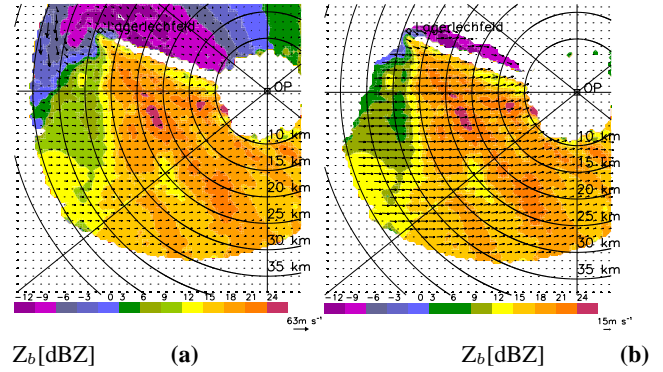 Lagerlechfeld
OP
10 km
15 km
20 km
25 km
30 km
35 km
-12 -9 -6 -3 0 3 6 9 12 15 18 21 24
63m s⁻¹
Z_b[dBZ] (a)
Lagerlechfeld
OP
10 km
15 km
20 km
25 km
30 km
35 km
-12 -9 -6 -3 0 3 6 9 12 15 18 21 24
15m s⁻¹
Z_b[dBZ] (b)